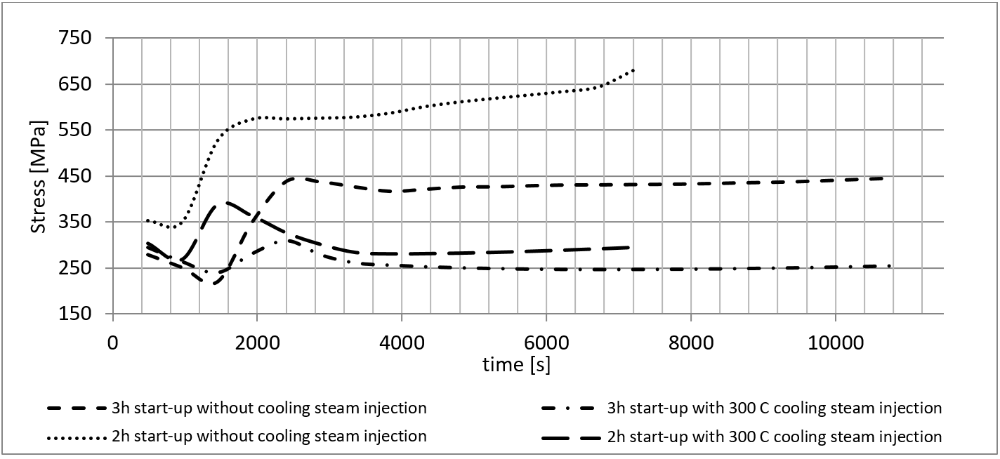 750
650
550
450
350
250
150
Stress [MPa]
0 2000 4000 6000 8000 10000
time [s]
3h start-up without cooling steam injection
3h start-up with 300 C cooling steam injection
2h start-up without cooling steam injection
2h start-up with 300 C cooling steam injection